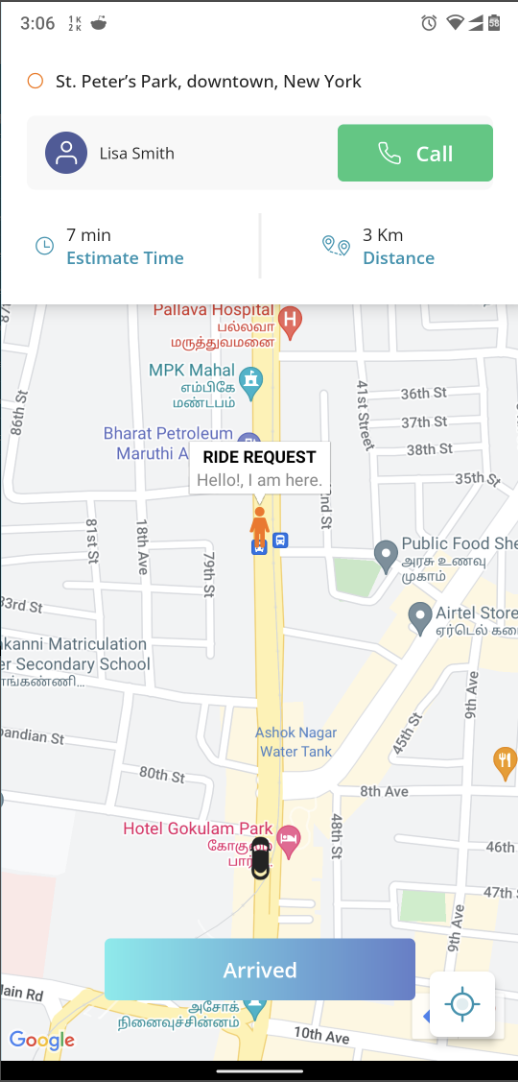 3:06 1 K
2 K
58
St. Peter's Park, downtown, New York
Lisa Smith
Call
7 min
Estimate Time
3 Km
Distance
Pallava Hospital
பல்லவா
மருத்துவமனை
H
MPK Mahal
எம்பிகே
மண்டபம்
86th St
41st Street
36th St
37th St
38th St
35th St
Bharat Petroleum
Maruthi A
RIDE REQUEST
Hello!, I am here.
2nd St
81st St
18th Ave
79th St
Public Food She
அரசு உணவு
முகாம்
33rd St
Airtel Store
ஏர்டெல் கடை
akanni Matriculation
er Secondary School
ங்கண்ணி...
9th Ave
45th St
Ashok Nagar
Water Tank
pandian St
80th St
8th Ave
Hotel Gokulam Park
கோகுலம்
48th St
46th
47th
9th Ave
Arrived
Main Rd
அசோக்
நினைவுச்சின்னம்
10th Ave
Google